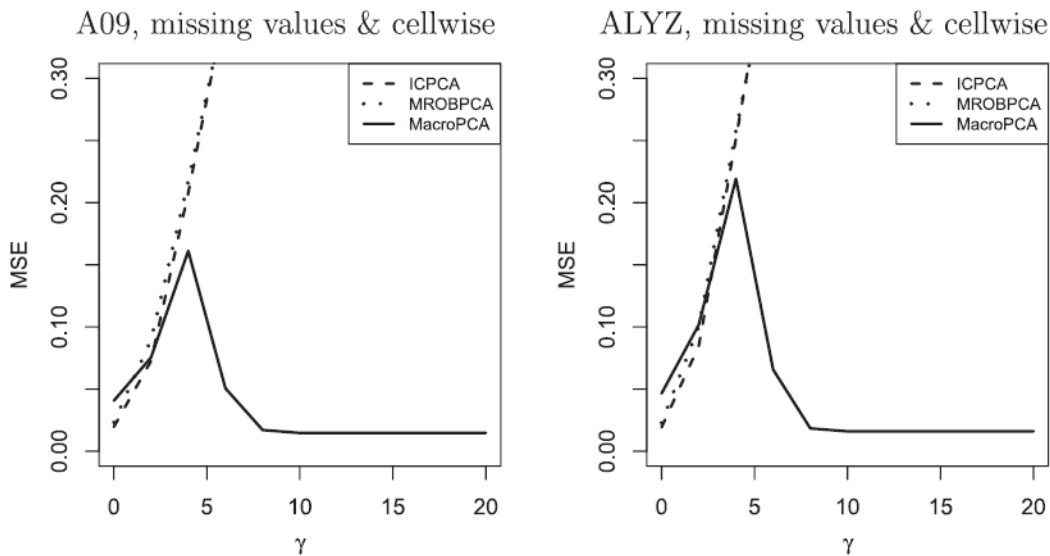 A09, missing values & cellwise
MSE
0.30
0.20
0.10
0.00
ICPCA
MROBPCA
MacroPCA
0 5 10 15 20
γ
ALYZ, missing values & cellwise
MSE
0.30
0.20
0.10
0.00
ICPCA
MROBPCA
MacroPCA
0 5 10 15 20
γ